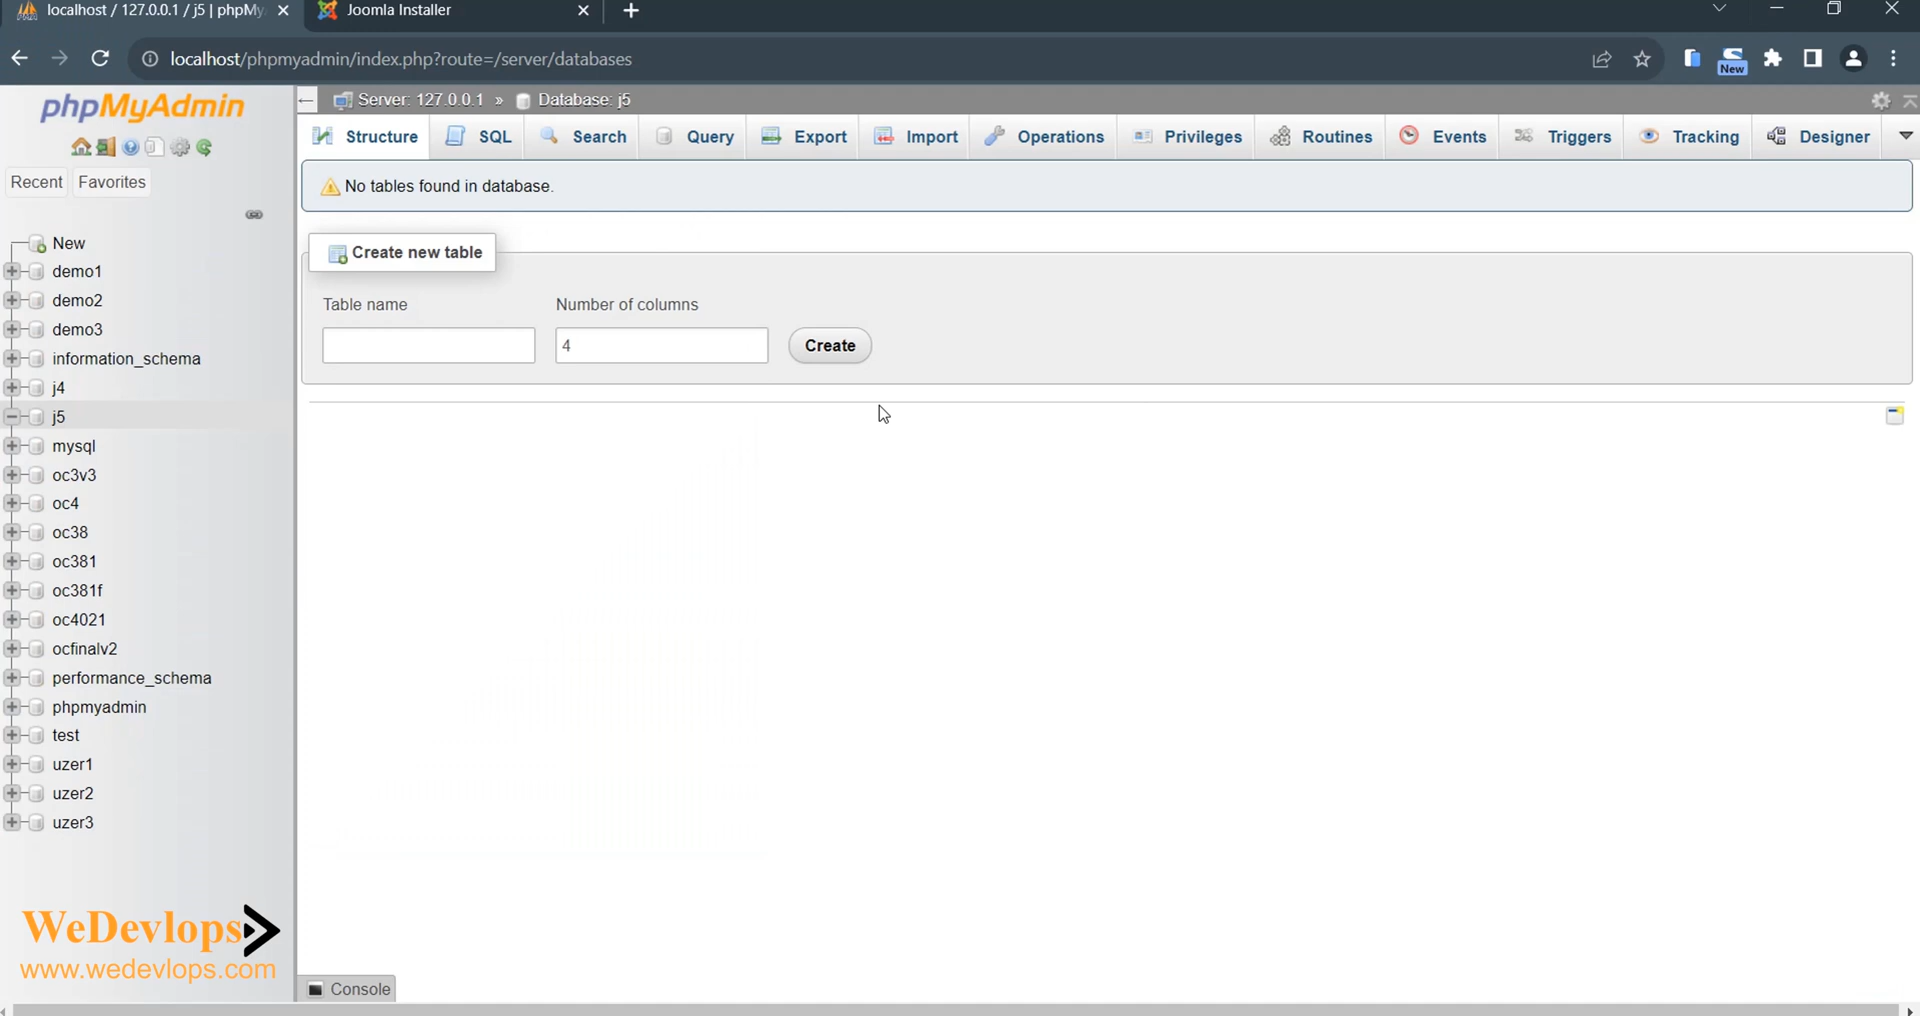 localhost / 127.0.0.1 / j5 | phpMy
Joomla Installer
localhost/phpmyadmin/index.php?route=/server/databases
New
phpMyAdmin
Server: 127.0.0.1 » Database: j5
Structure SQL Search Query Export Import Operations Privileges Routines Events Triggers Tracking Designer
Recent Favorites
No tables found in database.
New
demo1
demo2
demo3
information_schema
j4
j5
mysql
oc3v3
oc4
oc38
oc381
oc381f
oc4021
ocfinalv2
performance_schema
phpmyadmin
test
uzer1
uzer2
uzer3
Create new table
Table name Number of columns
4 Create
WeDevlops
www.wedevlops.com
Console